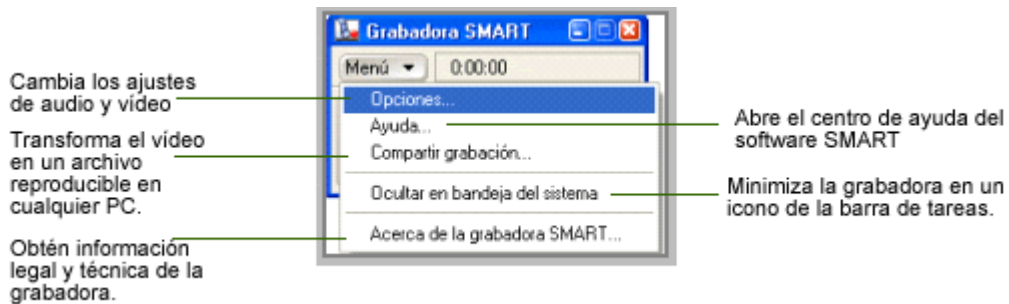 Grabadora SMART
Menú
0:00:00
Opciones...
Ayuda...
Compartir grabación...
Ocultar en bandeja del sistema
Acerca de la grabadora SMART...
Cambia los ajustes
de audio y vídeo
Transforma el vídeo
en un archivo
reproducible en
cualquier PC.
Obtén información
legal y técnica de la
grabadora.
Abre el centro de ayuda del
software SMART
Minimiza la grabadora en un
icono de la barra de tareas.